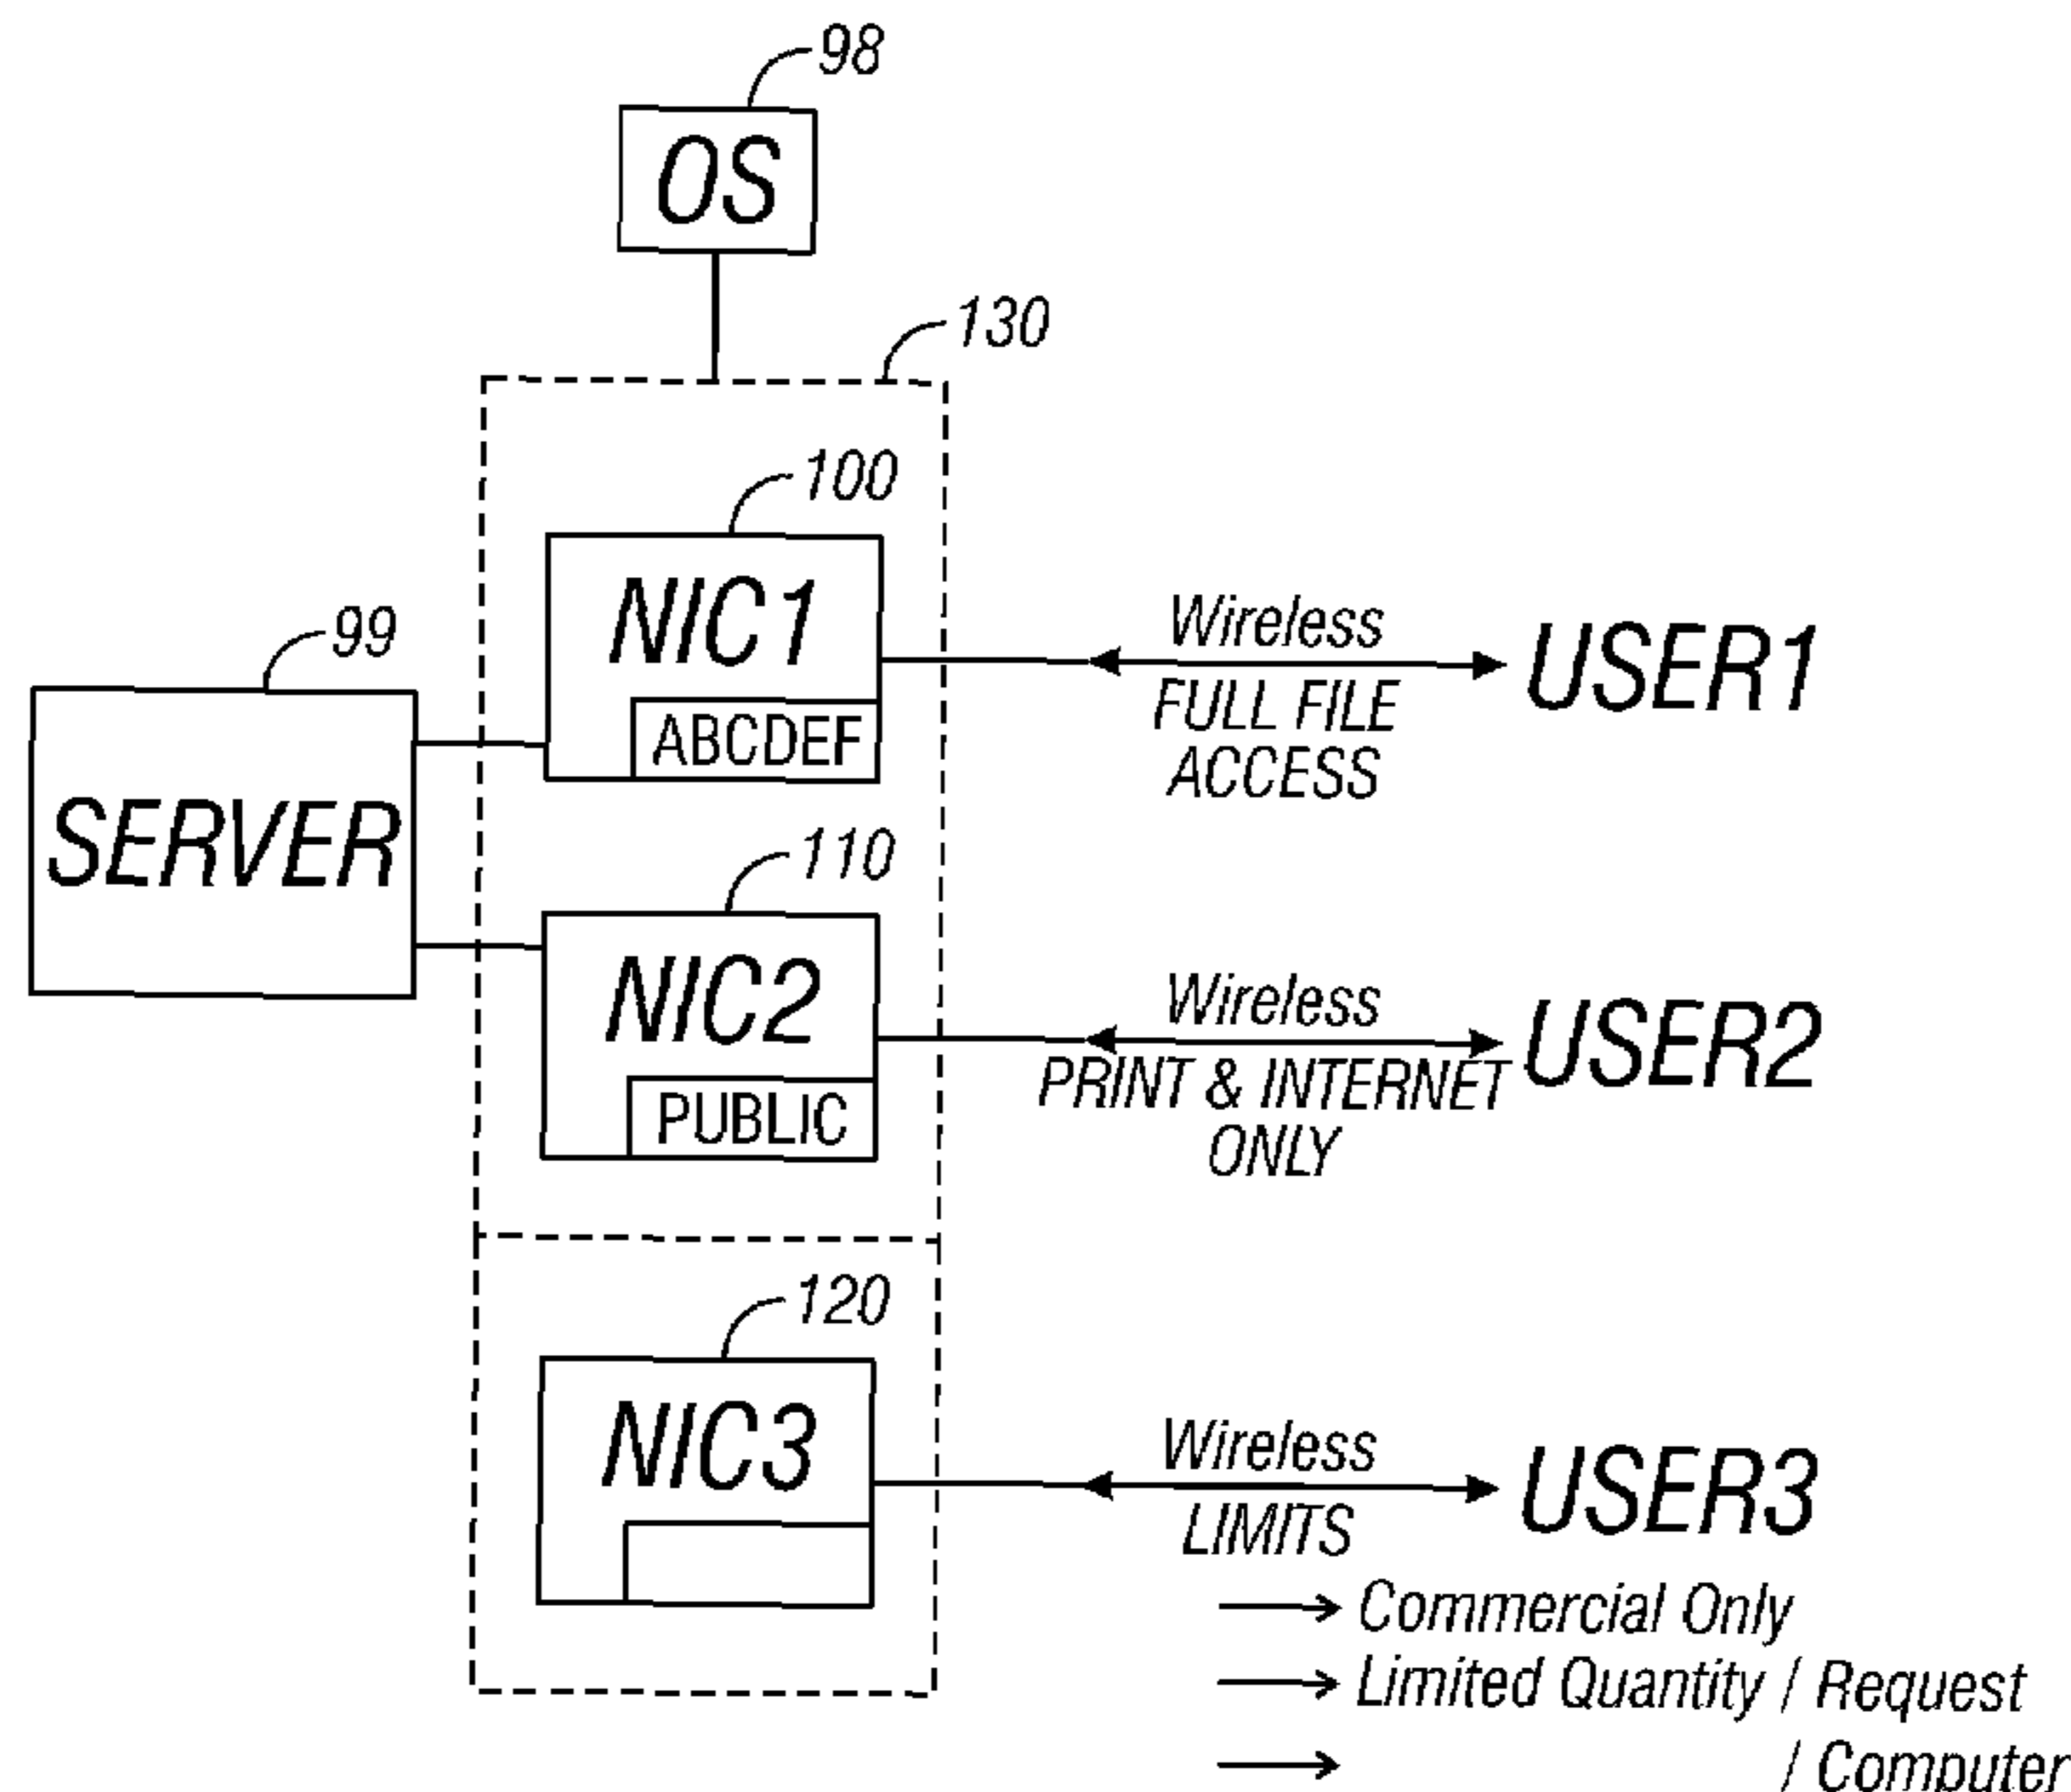 98
OS
130
100
NIC1
ABCDEF
Wireless
FULL FILE
ACCESS
USER1
99
SERVER
110
NIC2
PUBLIC
Wireless
PRINT & INTERNET
ONLY
USER2
120
NIC3
Wireless
LIMITS
USER3
Commercial Only
Limited Quantity / Request
/ Computer